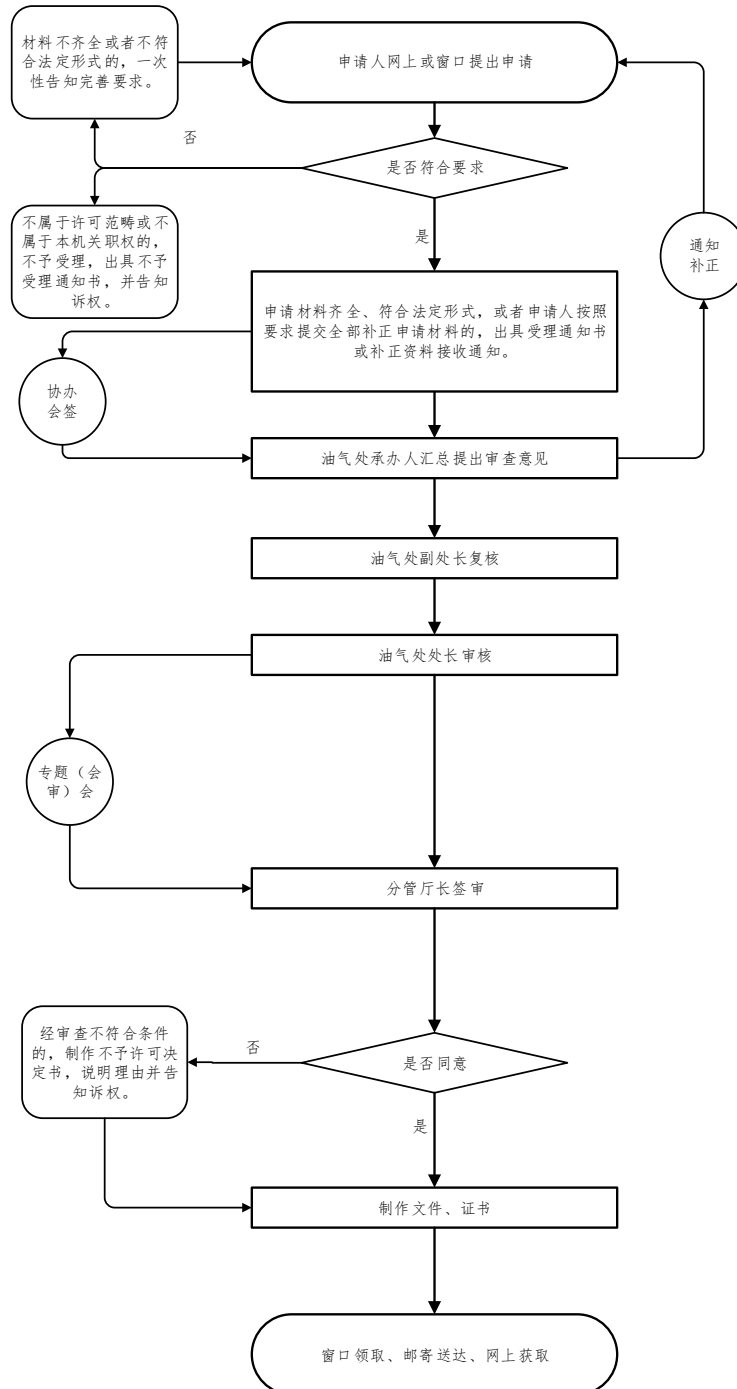 材料不齐全或者不符
合法定形式的，一次
性告知完善要求。
申请人网上或窗口提出申请
否
是否符合要求
不属于许可范畴或不
属于本机关职权的，
不予受理，出具不予
受理通知书，并告知
诉权。
是
通知
补正
申请材料齐全、符合法定形式，或者申请人按照
要求提交全部补正申请材料的，出具受理通知书
或补正资料接收通知。
协办
会签
油气处承办人汇总提出审查意见
油气处副处长复核
油气处处长审核
专题（会
审）会
分管厅长签审
经审查不符合条件
的，制作不予许可决
定书，说明理由并告
知诉权。
否
是否同意
是
制作文件、证书
窗口领取、邮寄送达、网上获取